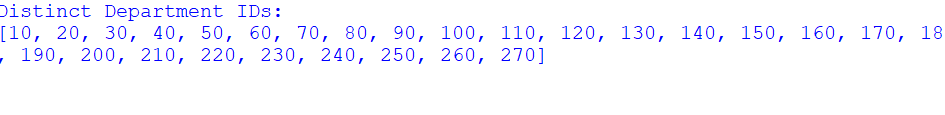 Distinct Department IDs:
[10, 20, 30, 40, 50, 60, 70, 80, 90, 100, 110, 120, 130, 140, 150, 160, 170, 18
, 190, 200, 210, 220, 230, 240, 250, 260, 270]